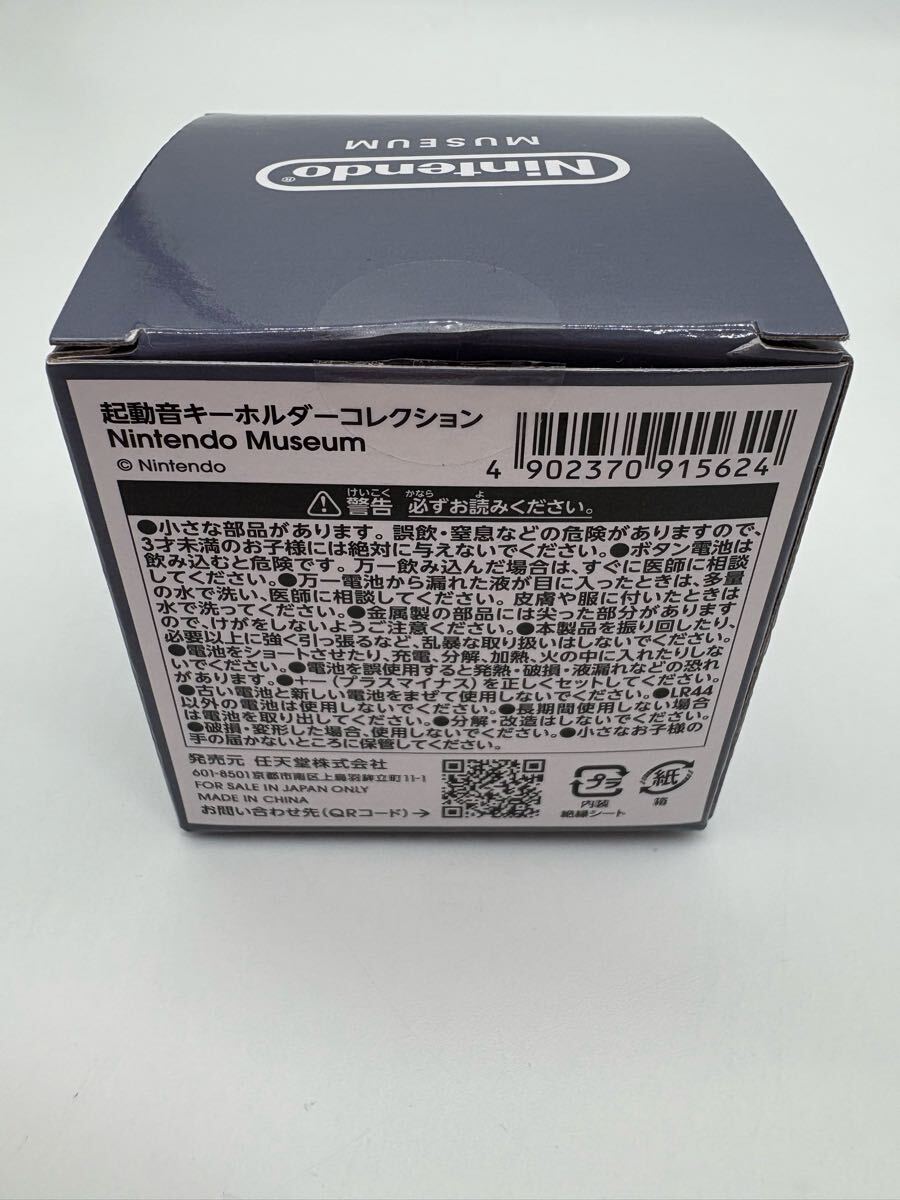 MUSEUM
Nintendo®
起動音キーホルダーコレクション
Nintendo Museum
© Nintendo
4 902370 915624
けいこく かなら よ
警告 必ずお読みください。
●小さな部品があります。誤飲・窒息などの危険がありますので、
3才未満のお子様には絶対に与えないでください。●ボタン電池は
飲み込むと危険です。万一飲み込んだ場合は、すぐに医師に相談
してください。●万一電池から漏れた液が目に入ったときは、多量
の水で洗い、医師に相談してください。皮膚や服に付いたときは
水で洗ってください。●金属製の部品には尖った部分があります
ので、けがをしないようご注意ください。●本製品を振り回したり、
必要以上に強く引っ張るなど、乱暴な取り扱いはしないでください。
●電池をショートさせたり、充電、分解、加熱、火の中に入れたりしな
いでください。●電池を誤使用すると発熱・破損・液漏れなどの恐れ
があります。●+−(プラスマイナス)を正しくセットしてください。
●古い電池と新しい電池をまぜて使用しないでください。●LR44
以外の電池は使用しないでください。●長期間使用しない場合
は電池を取り出してください。●分解・改造はしないでください。
●破損・変形した場合、使用しないでください。●小さなお子様の
手の届かないところに保管してください。
発売元 任天堂株式会社
601-8501京都市南区上鳥羽鉾立町11-1
FOR SALE IN JAPAN ONLY
MADE IN CHINA
お問い合わせ先(QRコード)→
プラ
内装
絶縁シート
紙
箱